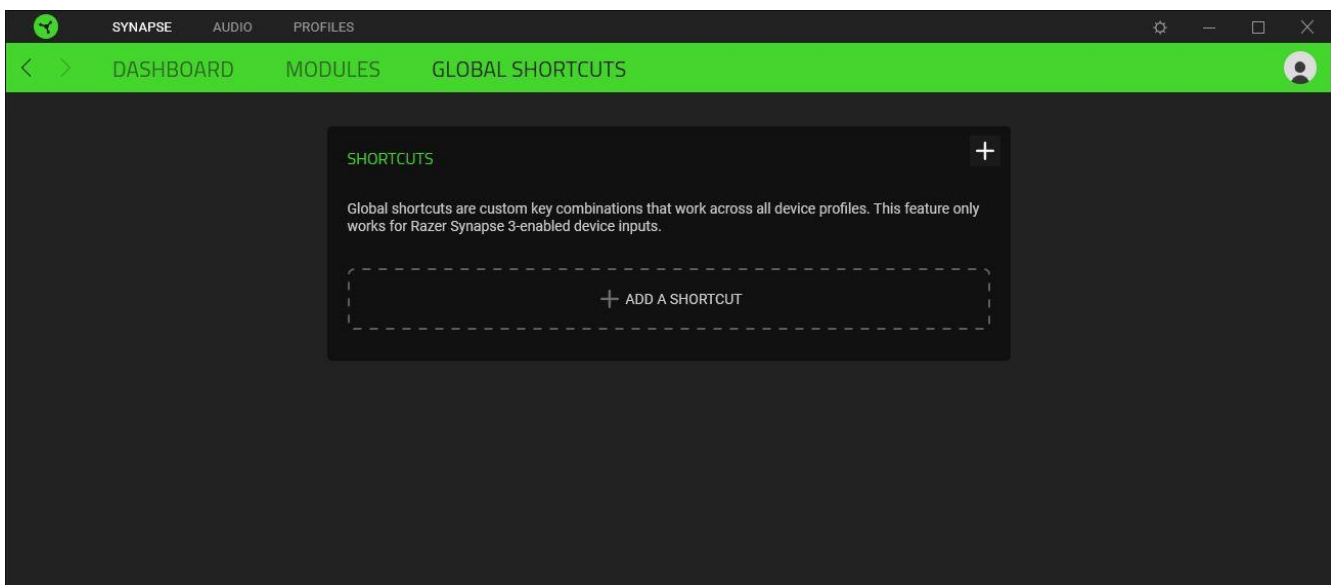 SYNAPSE AUDIO PROFILES
DASHBOARD MODULES GLOBAL SHORTCUTS
SHORTCUTS
Global shortcuts are custom key combinations that work across all device profiles. This feature only
works for Razer Synapse 3-enabled device inputs.
ADD A SHORTCUT